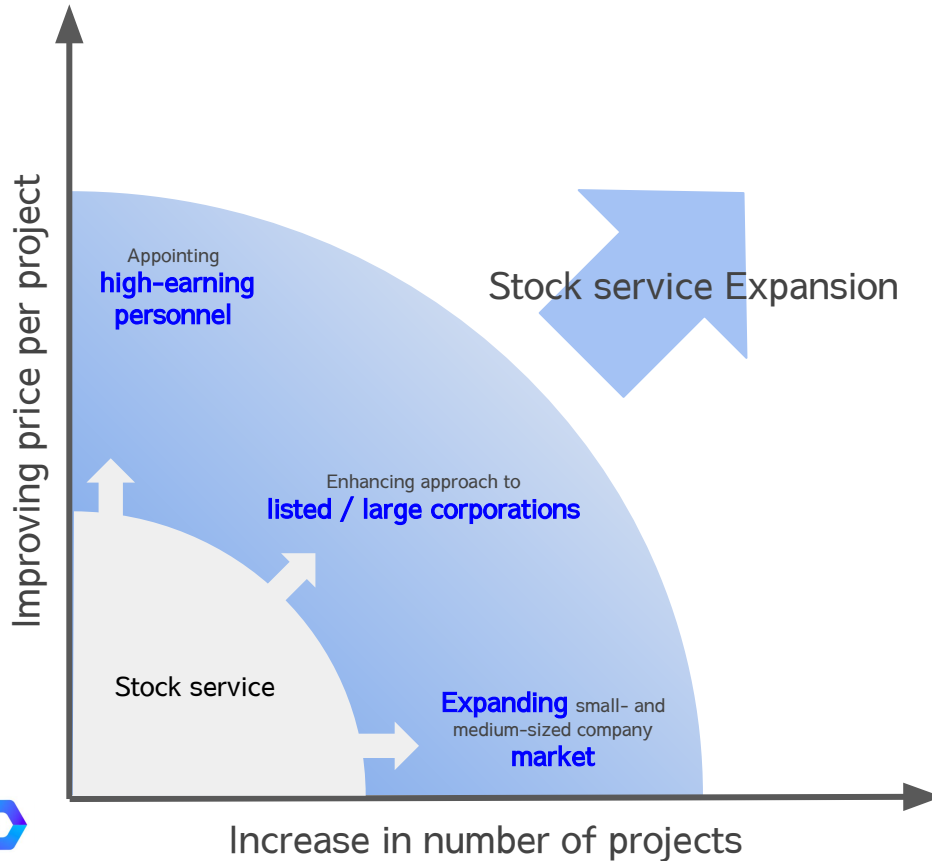 Improving price per project
Appointing
high-earning
personnel
Stock service Expansion
Enhancing approach to
listed / large corporations
Stock service
Expanding small- and
medium-sized company
market
Increase in number of projects